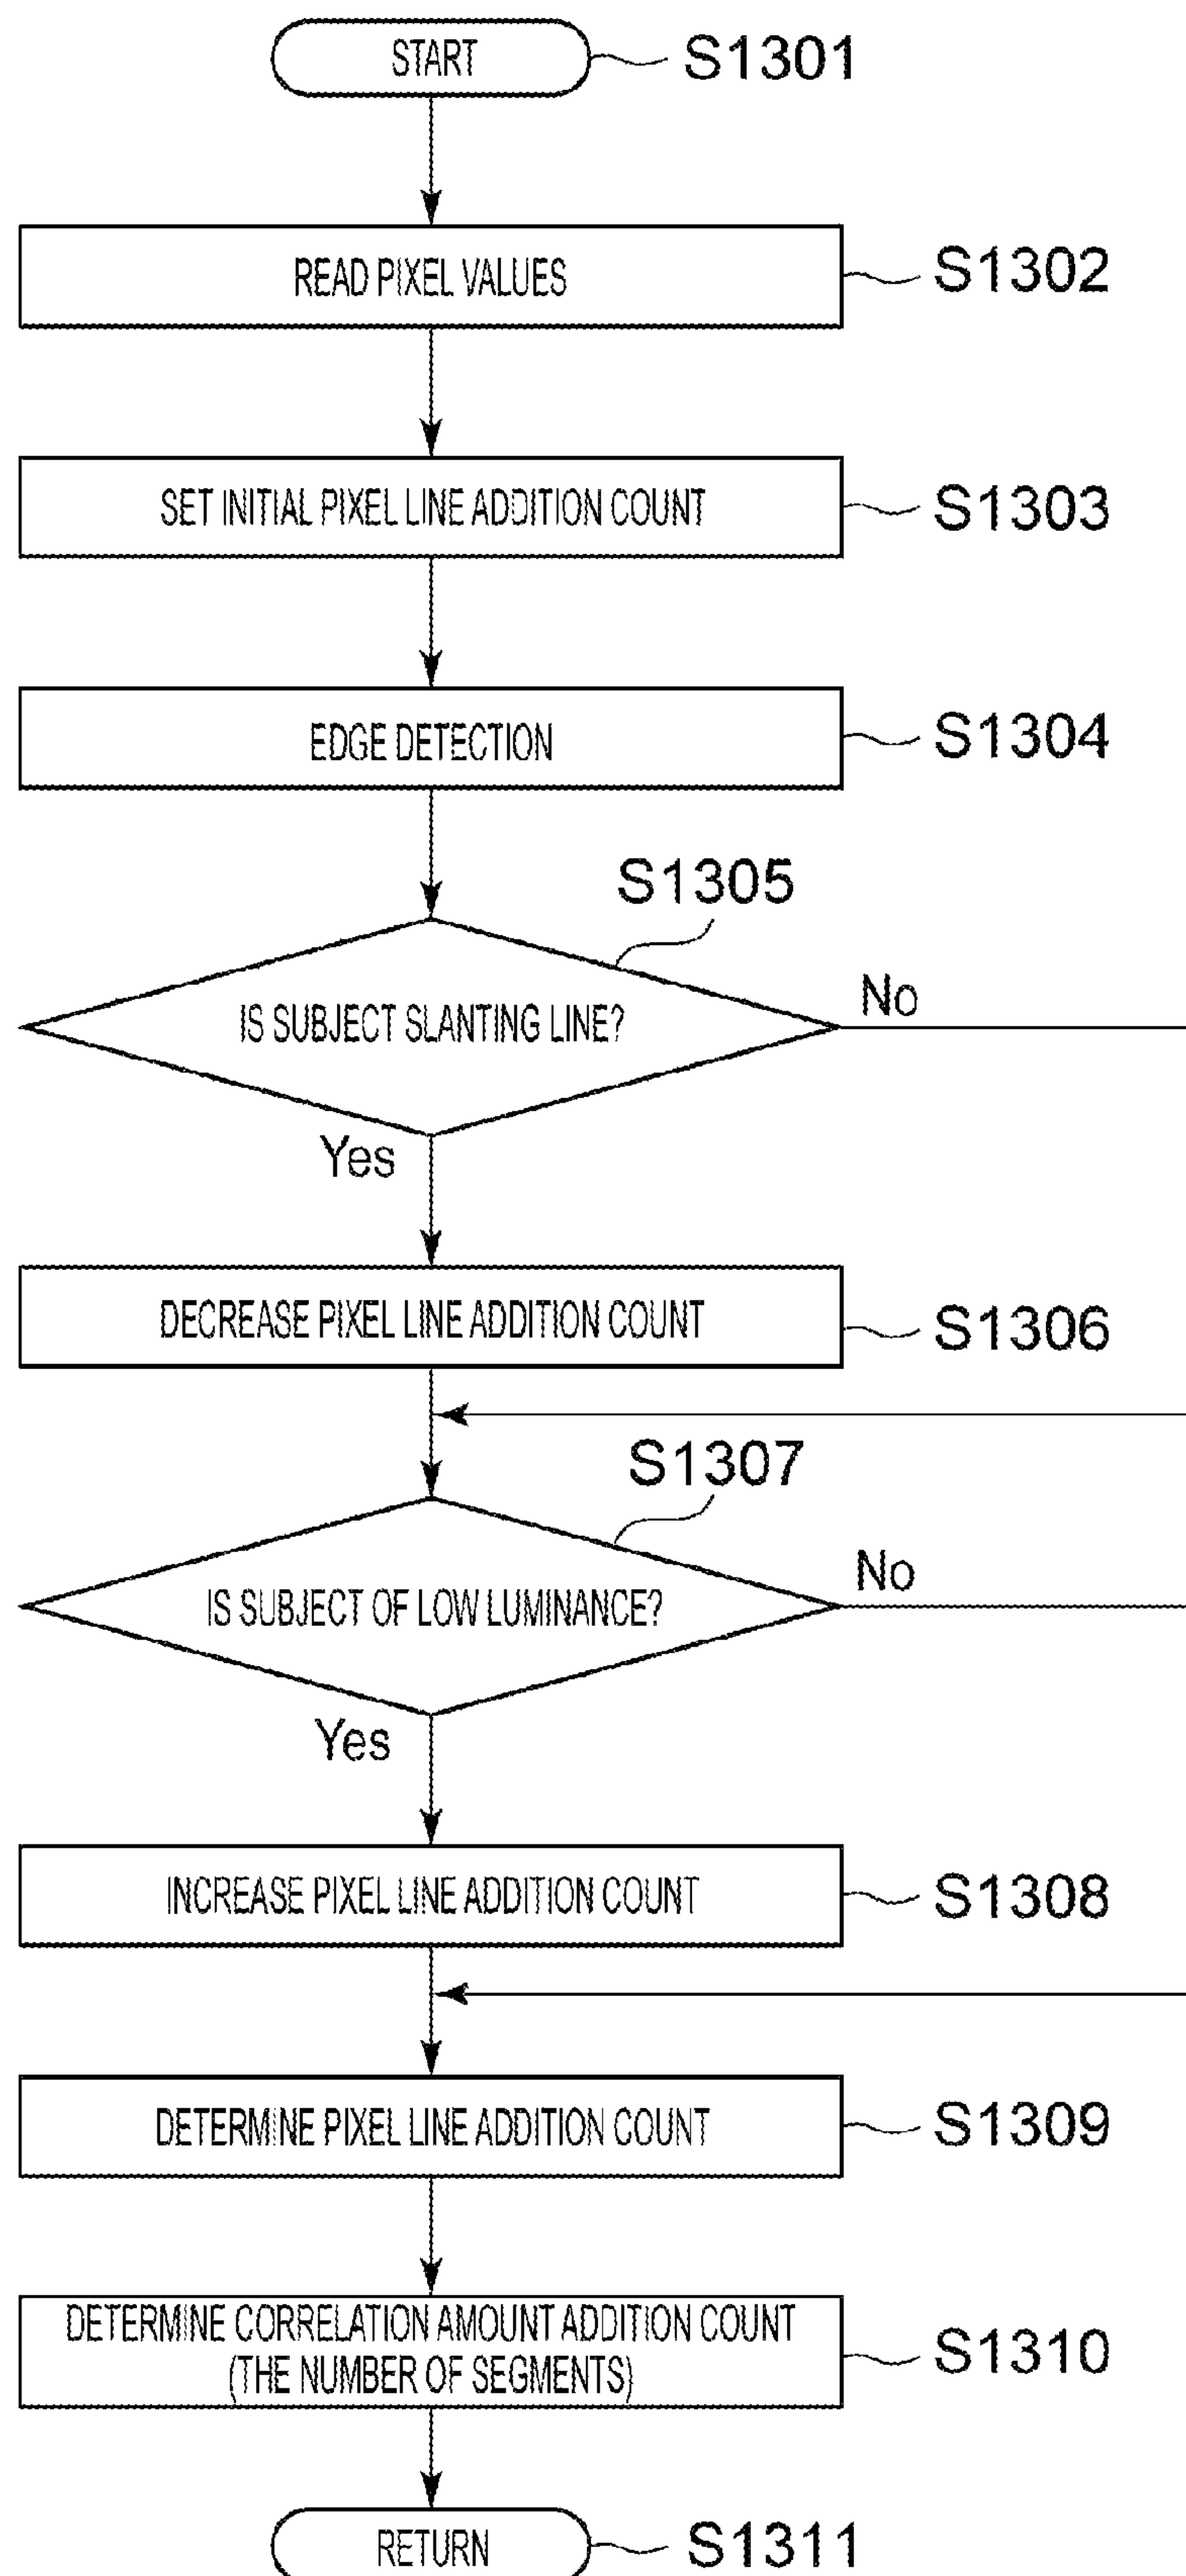 START
S1301
READ PIXEL VALUES
S1302
SET INITIAL PIXEL LINE ADDITION COUNT
S1303
EDGE DETECTION
S1304
S1305
IS SUBJECT SLANTING LINE?
No
Yes
DECREASE PIXEL LINE ADDITION COUNT
S1306
S1307
IS SUBJECT OF LOW LUMINANCE?
No
Yes
INCREASE PIXEL LINE ADDITION COUNT
S1308
DETERMINE PIXEL LINE ADDITION COUNT
S1309
DETERMINE CORRELATION AMOUNT ADDITION COUNT
(THE NUMBER OF SEGMENTS)
S1310
RETURN
S1311